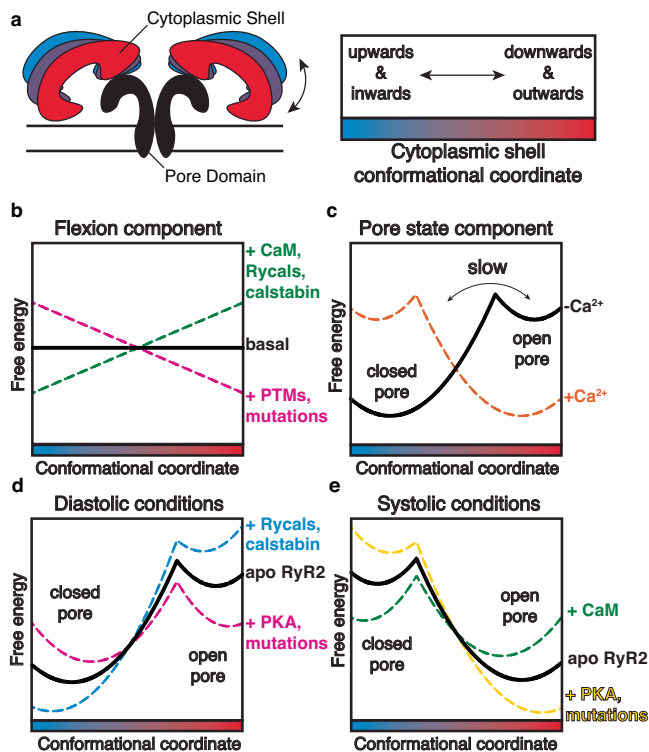 a
Cytoplasmic Shell
Pore Domain
upwards
&
inwards
downwards
&
outwards
Cytoplasmic shell
conformational coordinate
b
Flexion component
Free energy
+ CaM,
Rycals,
calstabin
basal
+ PTMs,
mutations
Conformational coordinate
c
Pore state component
Free energy
slow
-Ca²⁺
open
pore
closed
pore
+Ca²⁺
Conformational coordinate
d
Diastolic conditions
Free energy
+ Rycals,
calstabin
closed
pore
apo RyR2
+ PKA,
mutations
open
pore
Conformational coordinate
e
Systolic conditions
Free energy
open
pore
+ CaM
closed
pore
apo RyR2
+ PKA,
mutations
Conformational coordinate